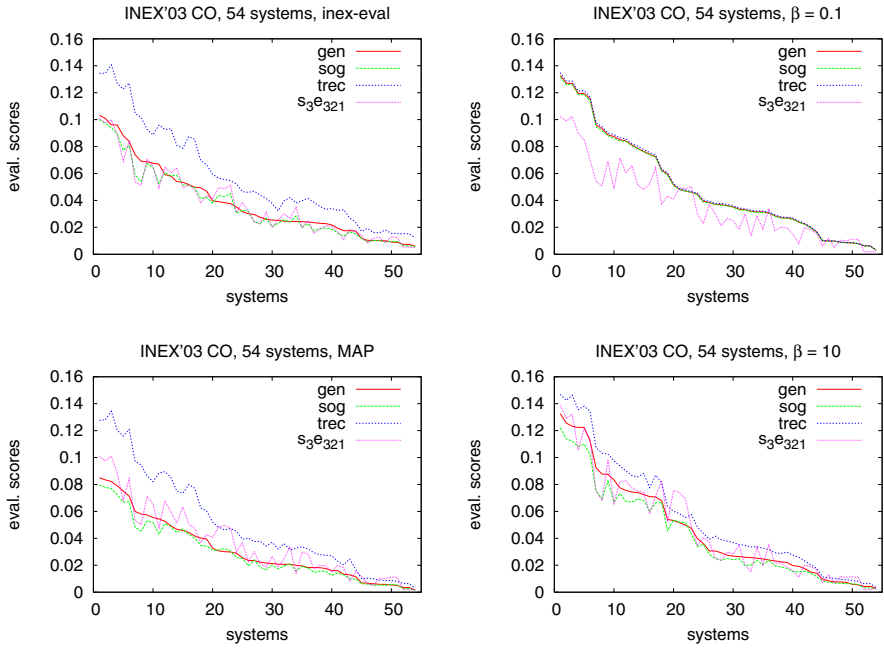 INEX'03 CO, 54 systems, inex-eval
0.16
0.14
0.12
0.1
0.08
0.06
0.04
0.02
0
eval. scores
gen
sog
trec
s3e321
0 10 20 30 40 50
systems
INEX'03 CO, 54 systems, β = 0.1
0.16
0.14
0.12
0.1
0.08
0.06
0.04
0.02
0
eval. scores
gen
sog
trec
s3e321
0 10 20 30 40 50
systems
INEX'03 CO, 54 systems, MAP
0.16
0.14
0.12
0.1
0.08
0.06
0.04
0.02
0
eval. scores
gen
sog
trec
s3e321
0 10 20 30 40 50
systems
INEX'03 CO, 54 systems, β = 10
0.16
0.14
0.12
0.1
0.08
0.06
0.04
0.02
0
eval. scores
gen
sog
trec
s3e321
0 10 20 30 40 50
systems